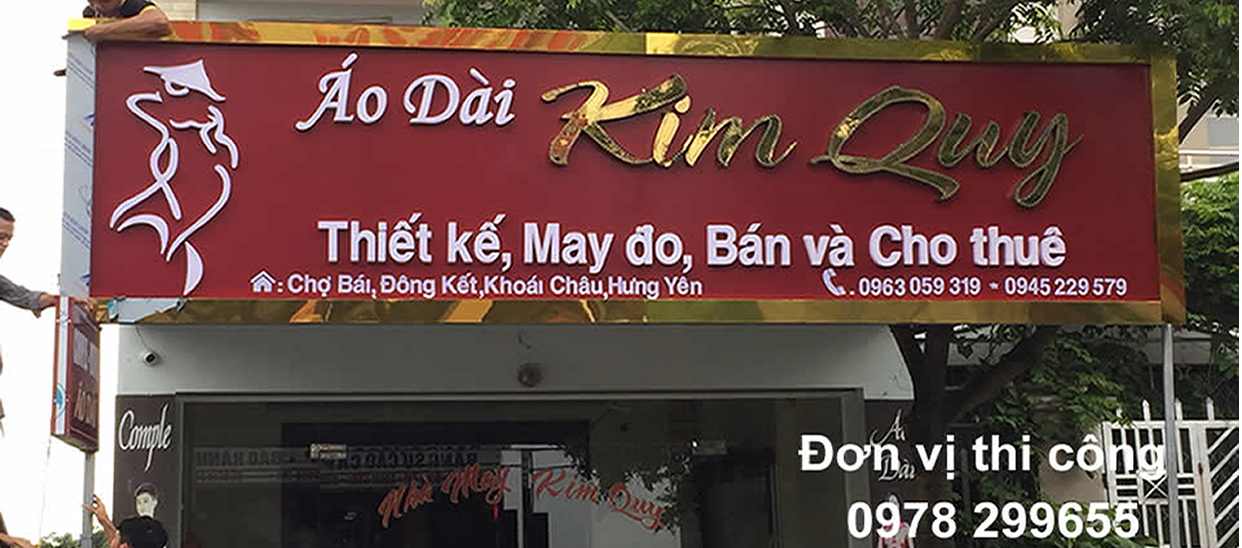 Áo Dài Kim Quy
Thiết kế, May đo, Bán và Cho thuê
: Chợ Bái, Đông Kết,Khoái Châu,Hưng Yên
: 0963 059 319 * 0945 229 579
Comple
Nhà May Kim Quy
Đơn vị thi công
0978 299655